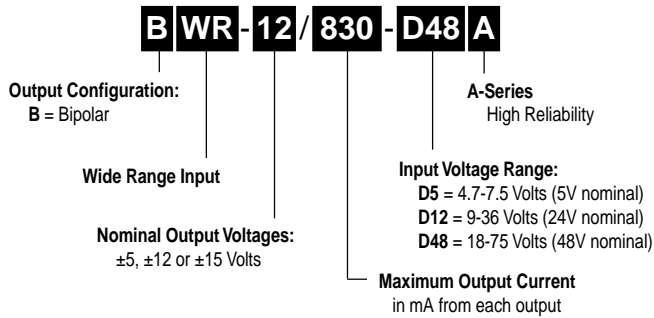 BWR-12/830-D48A
Output Configuration:
B = Bipolar
Wide Range Input
Nominal Output Voltages:
±5, ±12 or ±15 Volts
A-Series
High Reliability
Input Voltage Range:
D5 = 4.7-7.5 Volts (5V nominal)
D12 = 9-36 Volts (24V nominal)
D48 = 18-75 Volts (48V nominal)
Maximum Output Current
in mA from each output